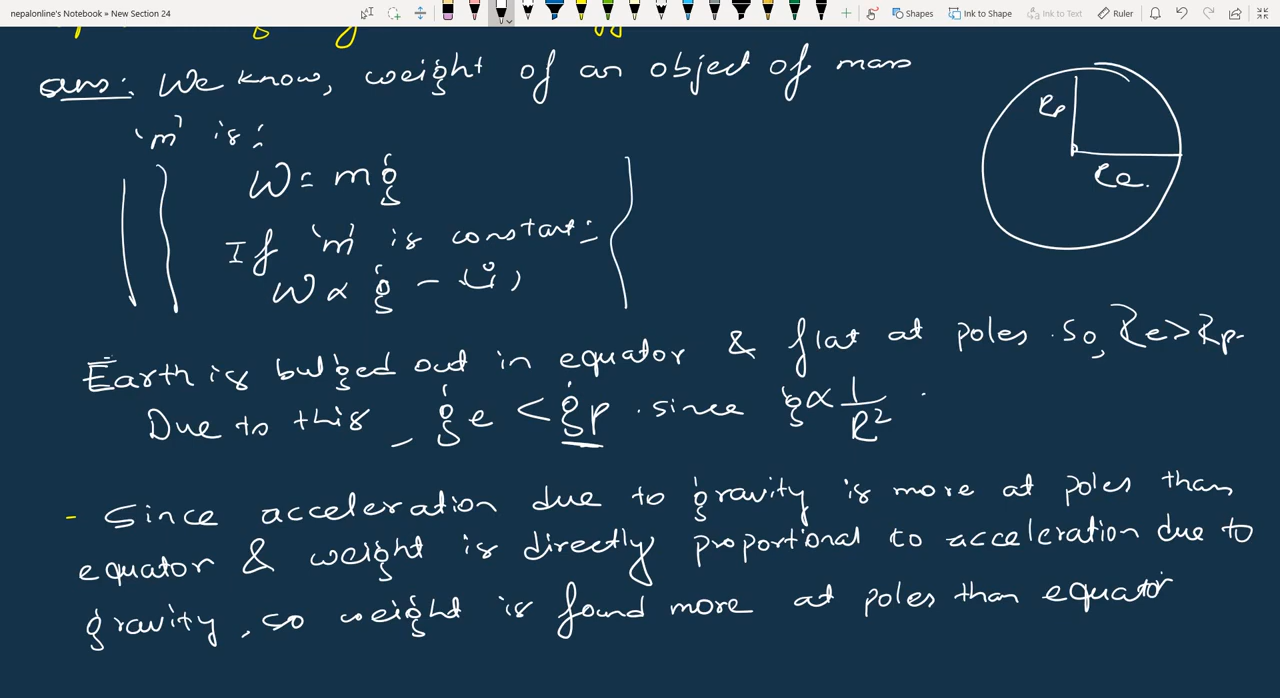 nepalonline's Notebook » New Section 24
Shapes Ink to Shape Ink to Text Ruler
ans: We know, weight of an object of mass
'm' is:
W = mg
If 'm' is constant:
W ∝ g - (i)
Rp
Re.
Earth is bulged out in equator & flat at poles. So, Re > Rp.
Due to this, ge < gp. since g ∝ 1/R²
- Since acceleration due to gravity is more at poles than
equator & weight is directly proportional to acceleration due to
gravity, so weight is found more at poles than equator